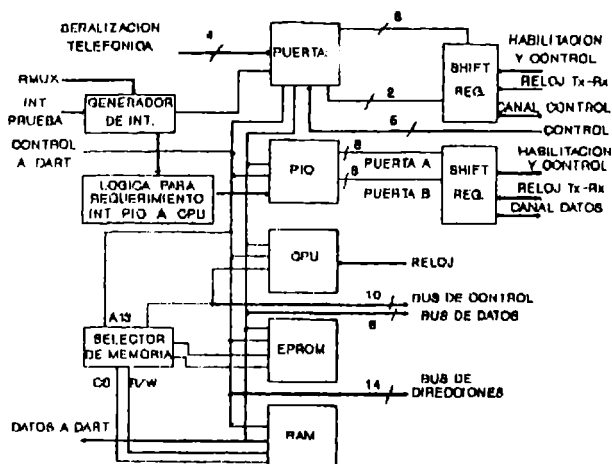 SERALIZACION
TELEFONICA
4
PUERTA
8
SHIFT
REG.
HABILITACION
Y CONTROL
RELOJ Tx-Rx
CANAL CONTROL
2
6
CONTROL
RMUX
INT
PRUEBA
GENERADOR
DE INT.
CONTROL
A DART
LOGICA PARA
REQUERIMIENTO
INT PIO A CPU
PIO
8
PUERTA A
8
PUERTA B
SHIFT
REG.
HABILITACION
Y CONTROL
RELOJ Tx-Rx
CANAL DATOS
CPU
RELOJ
10
BUS DE CONTROL
8
BUS DE DATOS
A13
SELECTOR
DE MEMORIA
EPROM
CS
R/W
14
BUS DE
DIRECCIONES
DATOS A DART
RAM